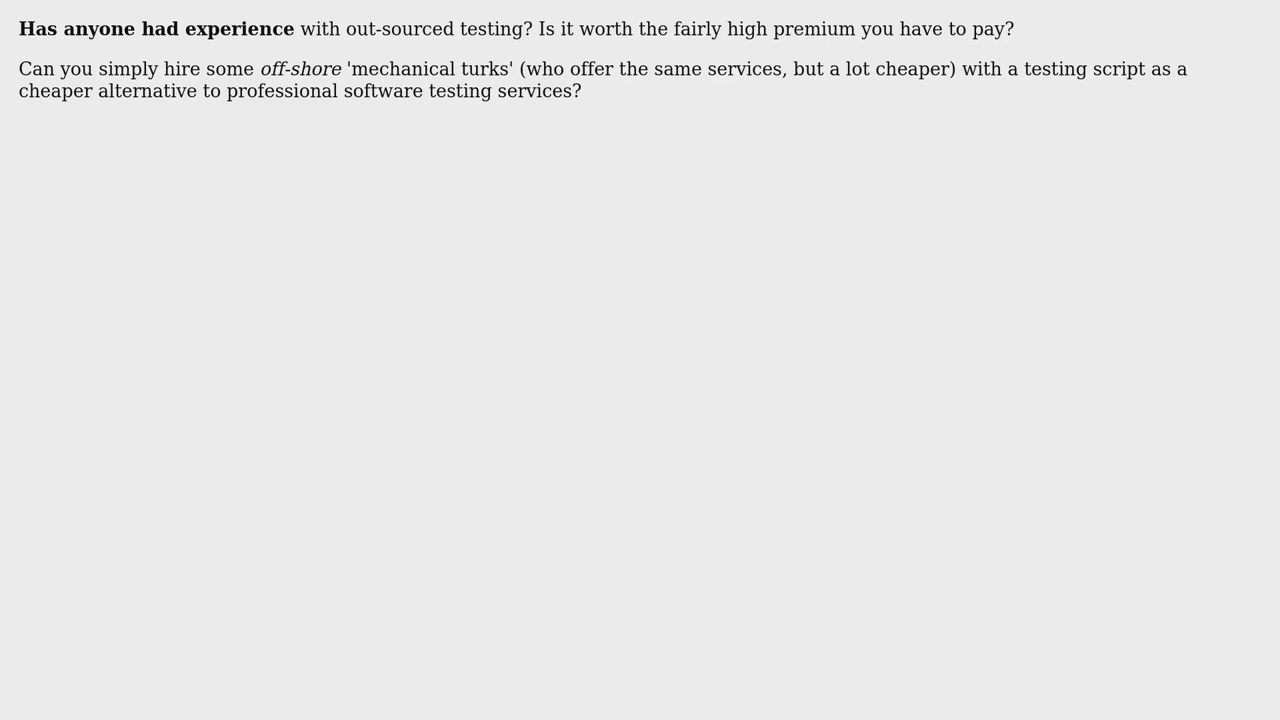 Has anyone had experience with out-sourced testing? Is it worth the fairly high premium you have to pay?
Can you simply hire some off-shore 'mechanical turks' (who offer the same services, but a lot cheaper) with a testing script as a
cheaper alternative to professional software testing services?